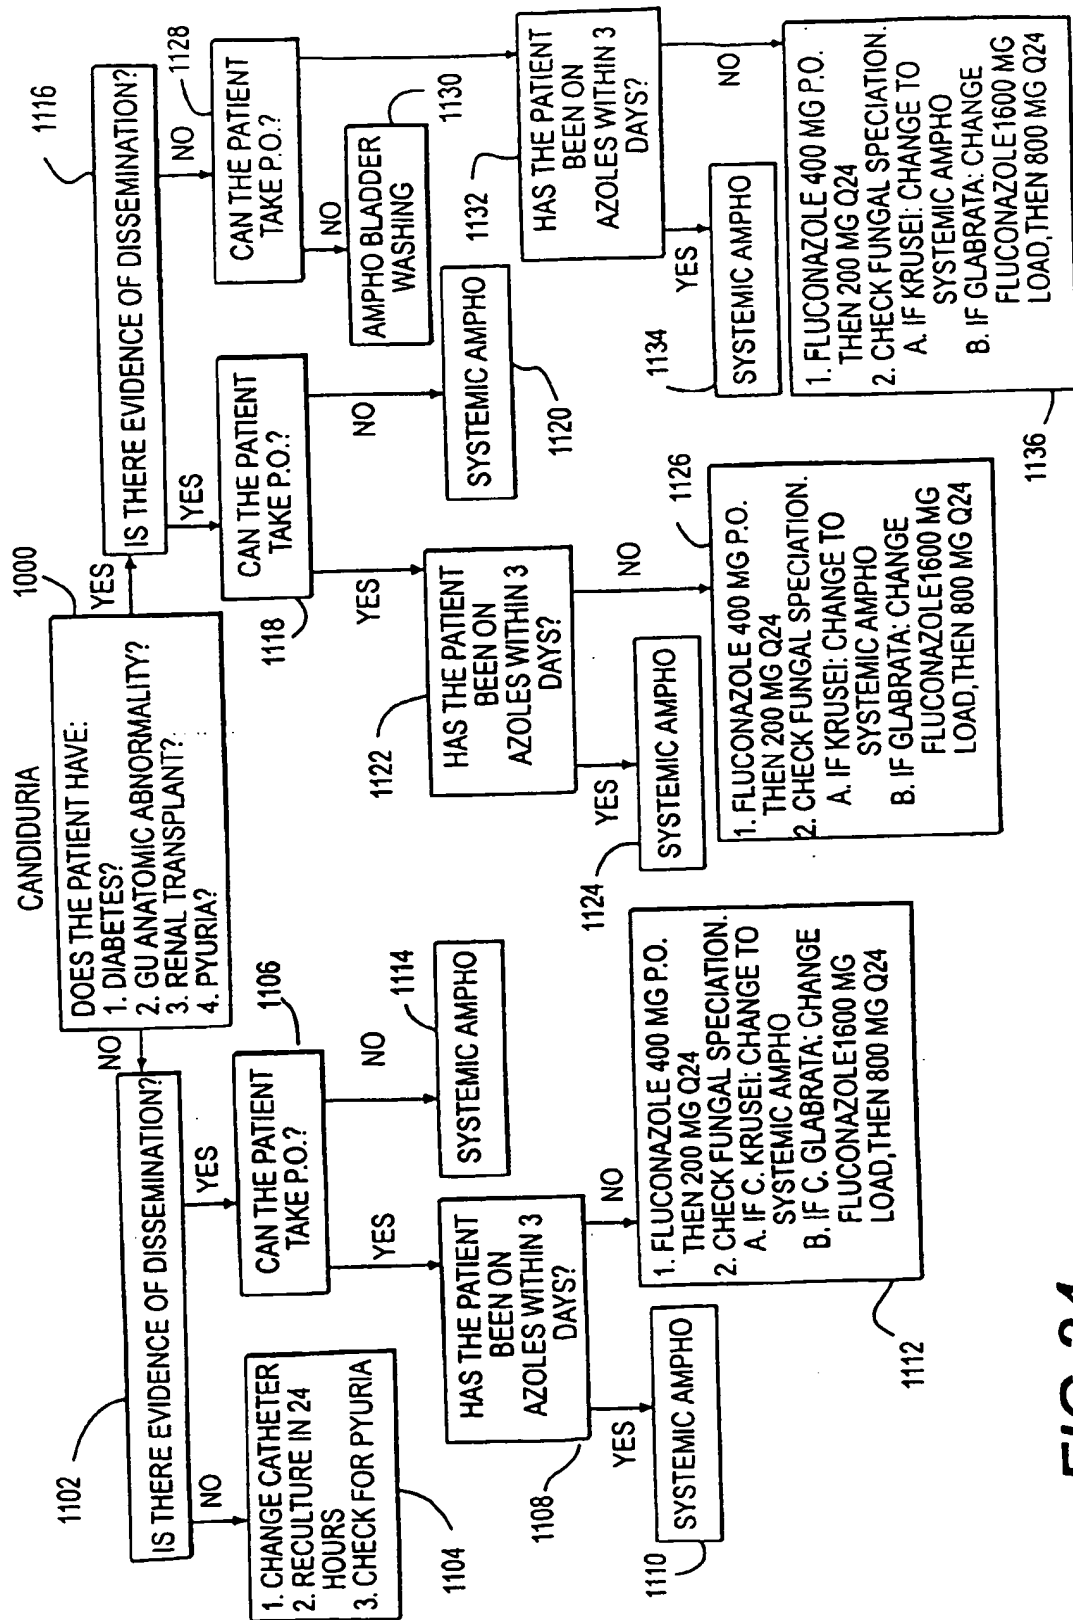 CANDIDURIA
1000
DOES THE PATIENT HAVE:
1. DIABETES?
2. GU ANATOMIC ABNORMALITY?
3. RENAL TRANSPLANT?
4. PYURIA?
NO
YES
1102
IS THERE EVIDENCE OF DISSEMINATION?
NO
YES
1. CHANGE CATHETER
2. RECULTURE IN 24
HOURS
3. CHECK FOR PYURIA
1104
1106
CAN THE PATIENT
TAKE P.O.?
YES
NO
SYSTEMIC AMPHO
1114
HAS THE PATIENT
BEEN ON
AZOLES WITHIN 3
DAYS?
1108
YES
NO
SYSTEMIC AMPHO
1110
1. FLUCONAZOLE 400 MG P.O.
THEN 200 MG Q24
2. CHECK FUNGAL SPECIATION.
A. IF C. KRUSEI: CHANGE TO
SYSTEMIC AMPHO
B. IF C. GLABRATA: CHANGE
FLUCONAZOLE1600 MG
LOAD,THEN 800 MG Q24
1112
1116
IS THERE EVIDENCE OF DISSEMINATION?
YES
NO
CAN THE PATIENT
TAKE P.O.?
1118
YES
NO
SYSTEMIC AMPHO
1120
HAS THE PATIENT
BEEN ON
AZOLES WITHIN 3
DAYS?
1122
YES
NO
SYSTEMIC AMPHO
1124
1126
1. FLUCONAZOLE 400 MG P.O.
THEN 200 MG Q24
2. CHECK FUNGAL SPECIATION.
A. IF KRUSEI: CHANGE TO
SYSTEMIC AMPHO
B. IF GLABRATA: CHANGE
FLUCONAZOLE1600 MG
LOAD,THEN 800 MG Q24
1128
CAN THE PATIENT
TAKE P.O.?
NO
AMPHO BLADDER
WASHING
1130
1132
HAS THE PATIENT
BEEN ON
AZOLES WITHIN 3
DAYS?
YES
NO
1134
SYSTEMIC AMPHO
1. FLUCONAZOLE 400 MG P.O.
THEN 200 MG Q24
2. CHECK FUNGAL SPECIATION.
A. IF KRUSEI: CHANGE TO
SYSTEMIC AMPHO
B. IF GLABRATA: CHANGE
FLUCONAZOLE1600 MG
LOAD,THEN 800 MG Q24
1136